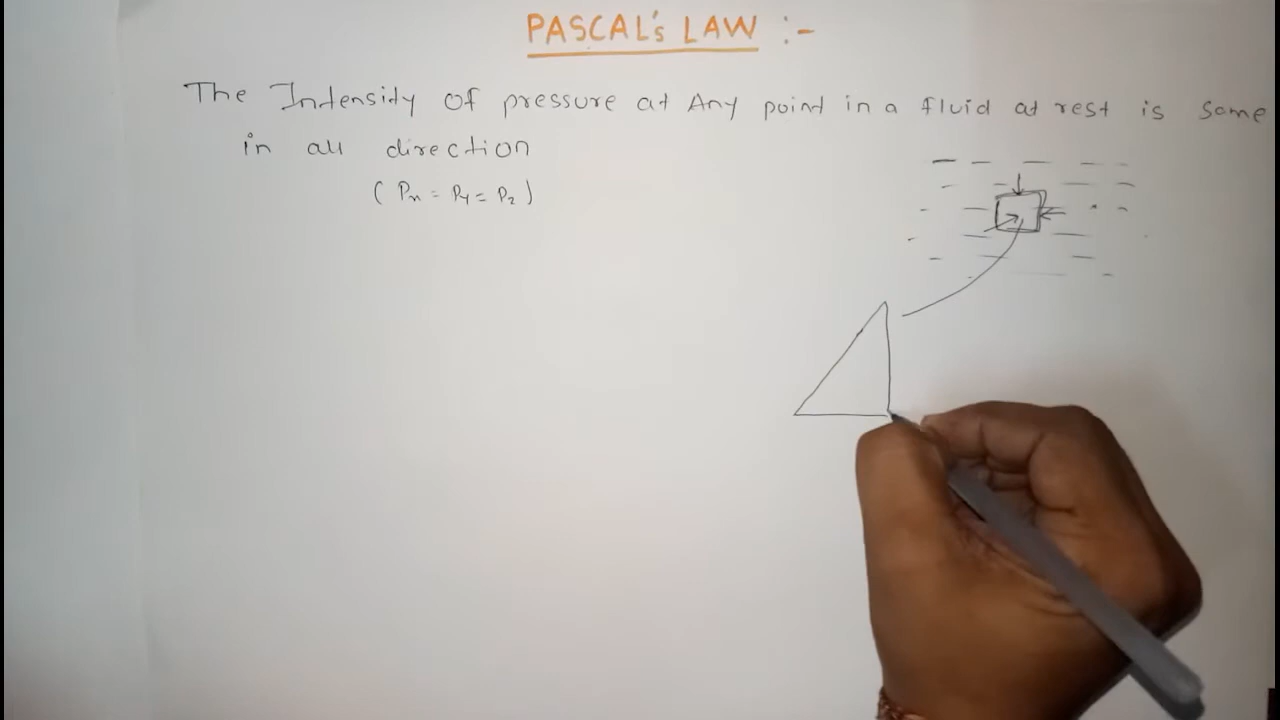 PASCAL's LAW :-
The Intensity of pressure at Any point in a fluid at rest is same
in all direction
(Px = Py = Pz)